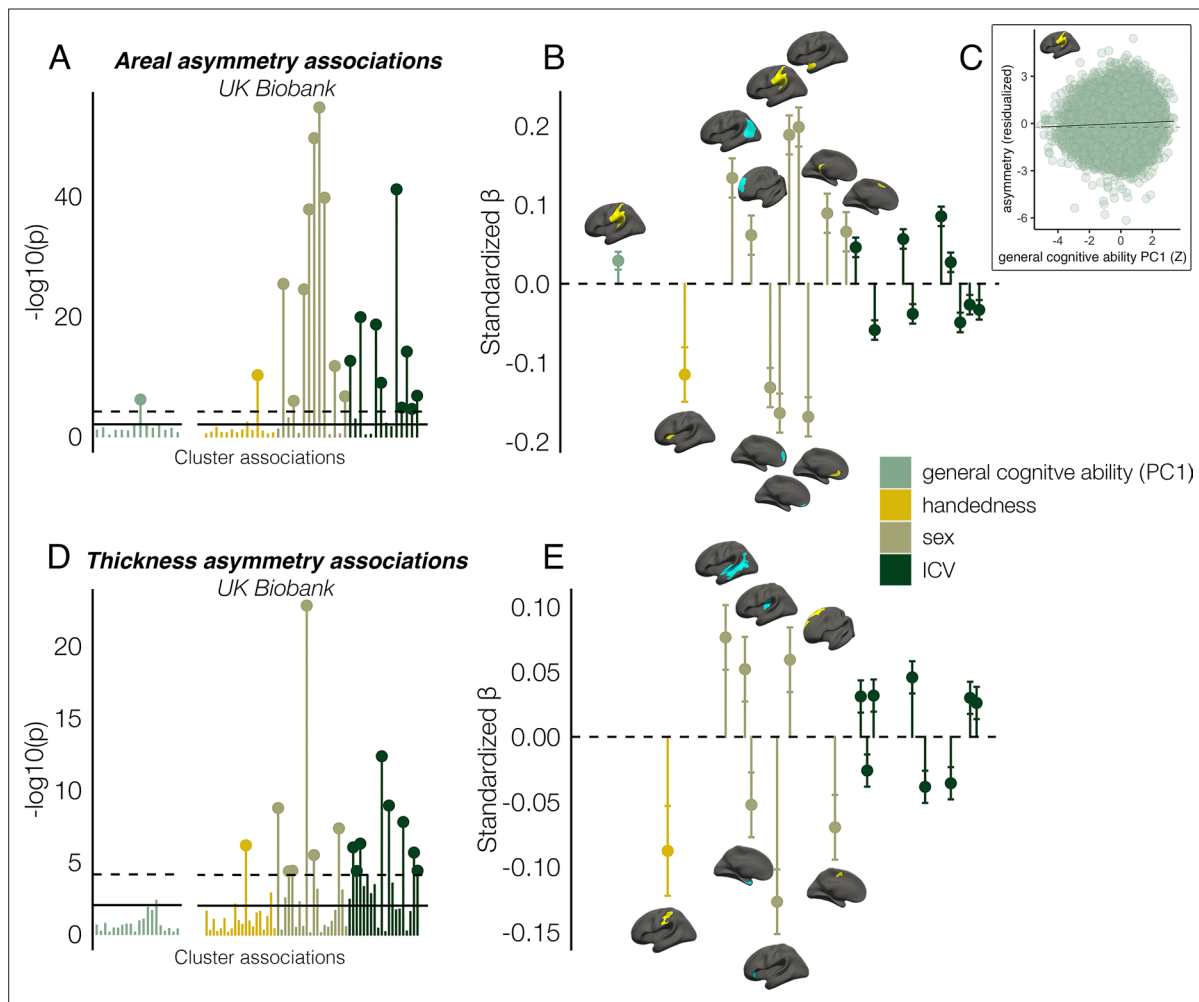 A
Areal asymmetry associations
UK Biobank
-log10(p)
40
20
0
Cluster associations
B
Standardized β
0.2
0.1
0.0
-0.1
-0.2
C
asymmetry (residualized)
3
0
-3
-6
-4
-2
0
2
general cognitive ability PC1 (Z)
general cognitve ability (PC1)
handedness
sex
ICV
D
Thickness asymmetry associations
UK Biobank
-log10(p)
20
15
10
5
0
Cluster associations
E
Standardized β
0.10
0.05
0.00
-0.05
-0.10
-0.15